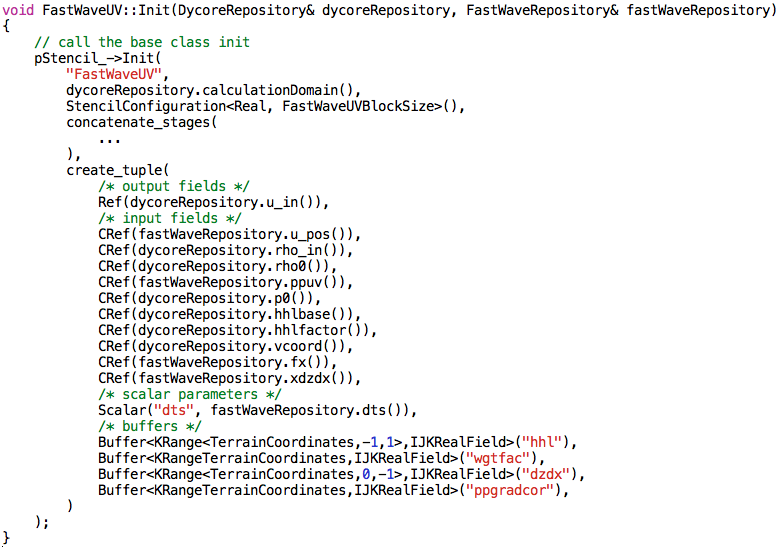 void FastWaveUV::Init(DycoreRepository& dycoreRepository, FastWaveRepository& fastWaveRepository)
{
    // call the base class init
    pStencil_->Init(
        "FastWaveUV",
        dycoreRepository.calculationDomain(),
        StencilConfiguration<Real, FastWaveUVBlockSize>(),
        concatenate_stages(
            ...
        ),
        create_tuple(
            /* output fields */
            Ref(dycoreRepository.u_in()),
            /* input fields */
            CRef(fastWaveRepository.u_pos()),
            CRef(dycoreRepository.rho_in()),
            CRef(dycoreRepository.rho0()),
            CRef(fastWaveRepository.ppuv()),
            CRef(dycoreRepository.p0()),
            CRef(dycoreRepository.hhlbase()),
            CRef(dycoreRepository.hhlfactor()),
            CRef(dycoreRepository.vcoord()),
            CRef(fastWaveRepository.fx()),
            CRef(fastWaveRepository.xdzdx()),
            /* scalar parameters */
            Scalar("dts", fastWaveRepository.dts()),
            /* buffers */
            Buffer<KRange<TerrainCoordinates,-1,1>,IJKRealField>("hhl"),
            Buffer<KRangeTerrainCoordinates,IJKRealField>("wgtfac"),
            Buffer<KRange<TerrainCoordinates,0,-1>,IJKRealField>("dzdx"),
            Buffer<KRangeTerrainCoordinates,IJKRealField>("ppgradcor"),
        )
    );
}